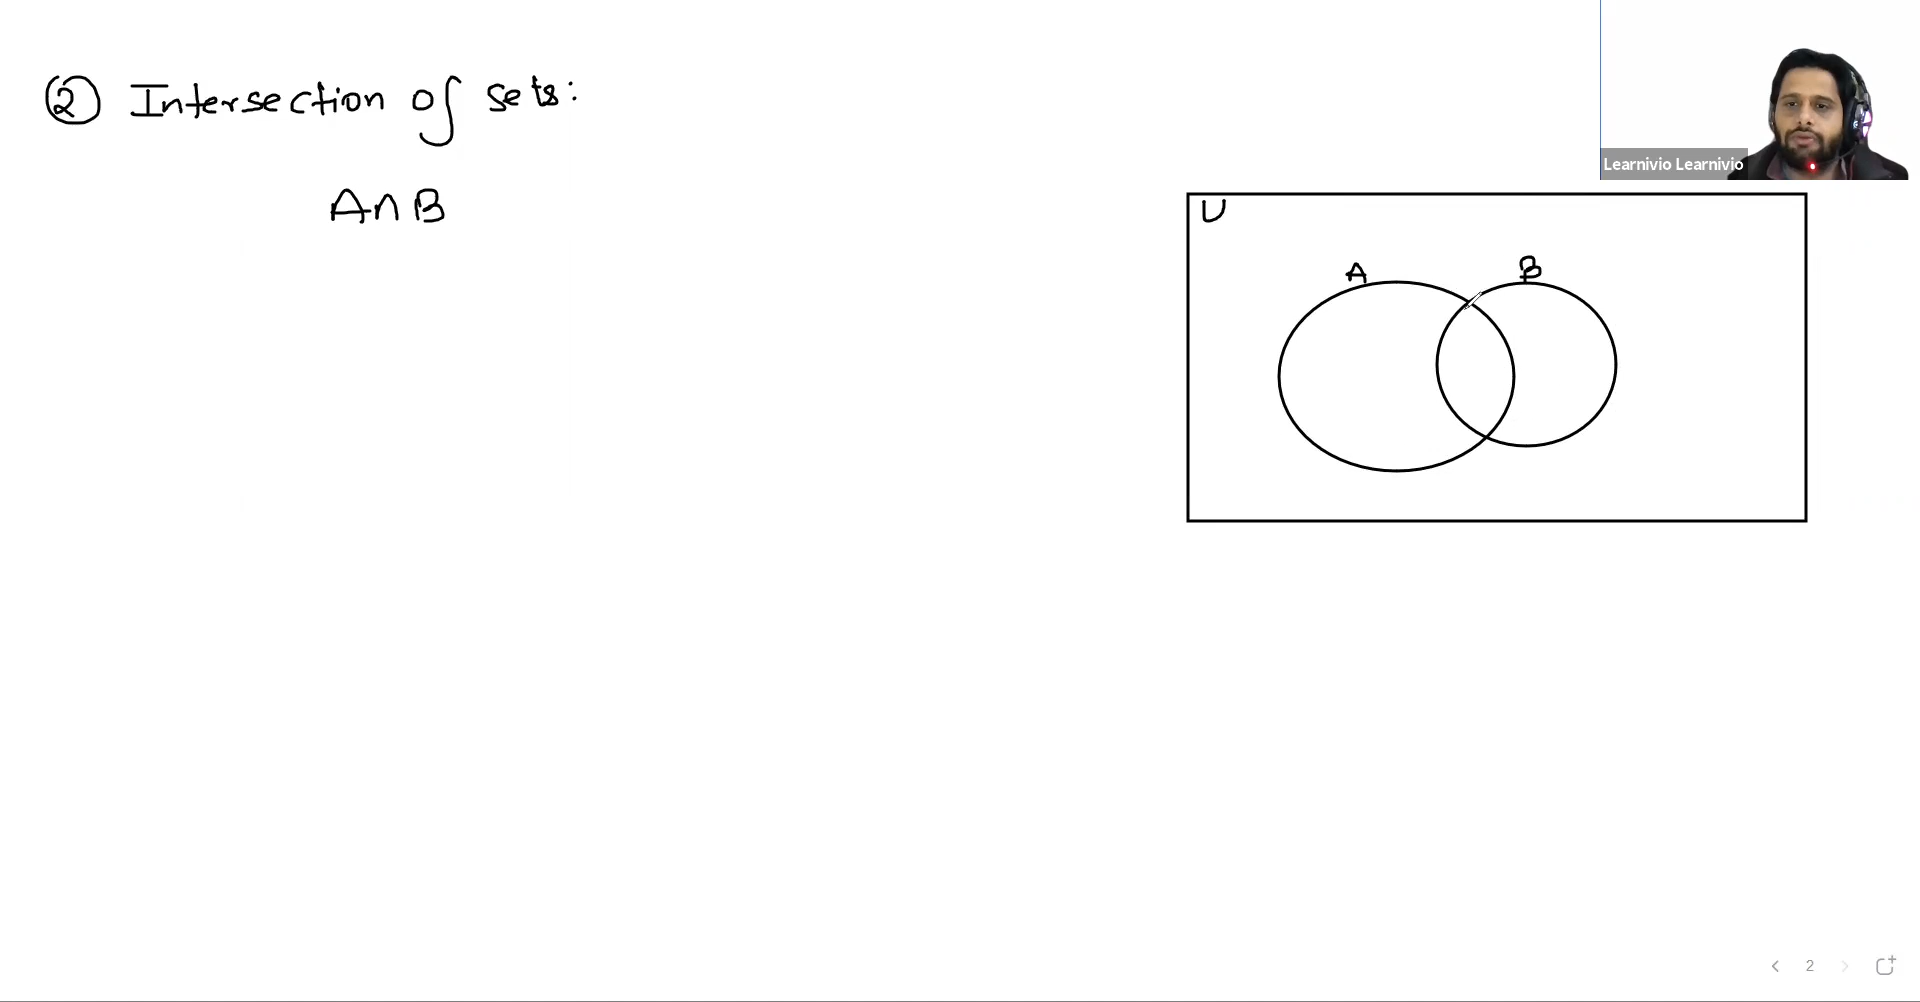 ② Intersection of sets:
Learnivio Learnivio
A∩B
U
A
B
2